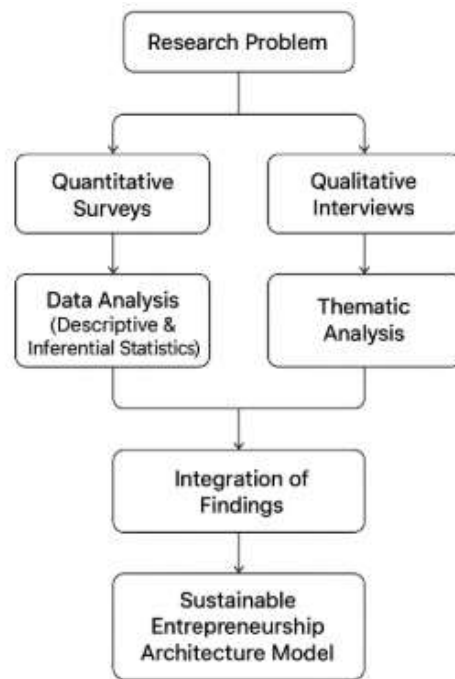 Research Problem
Quantitative
Surveys
Qualitative
Interviews
Data Analysis
(Descriptive &
Inferential Statistics)
Thematic
Analysis
Integration of
Findings
Sustainable
Entrepreneurship
Architecture Model